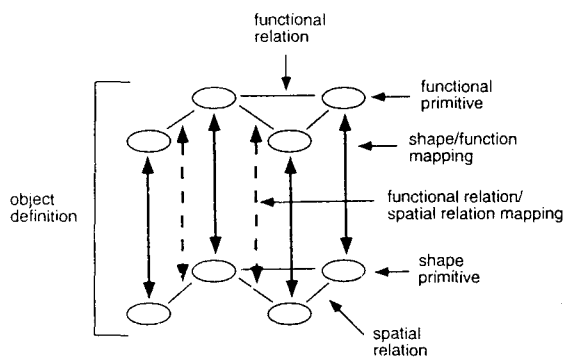 functional
relation
functional
primitive
shape/function
mapping
object
definition
functional relation/
spatial relation mapping
shape
primitive
spatial
relation